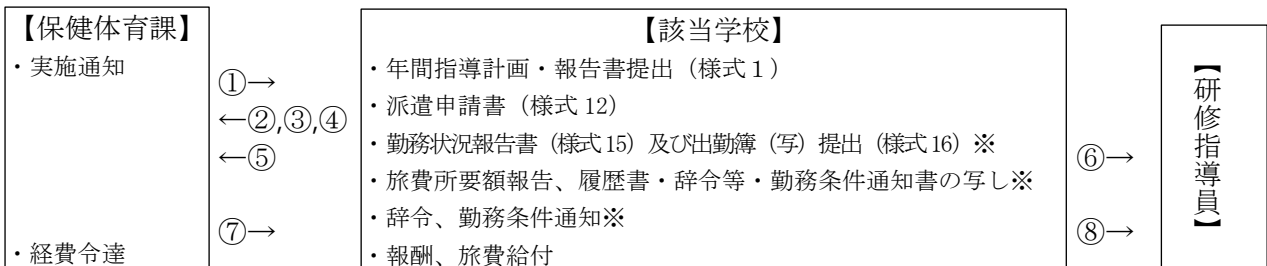 【保健体育課】
・実施通知
・経費令達
①→
←②,③,④
←⑤
⑦→
【該当学校】
・年間指導計画・報告書提出（様式１）
・派遣申請書（様式 12）
・勤務状況報告書（様式 15）及び出勤簿（写）提出（様式 16）※
・旅費所要額報告、履歴書・辞令等・勤務条件通知書の写し※
・辞令、勤務条件通知※
・報酬、旅費給付
⑥→
⑧→
【研修指導員】